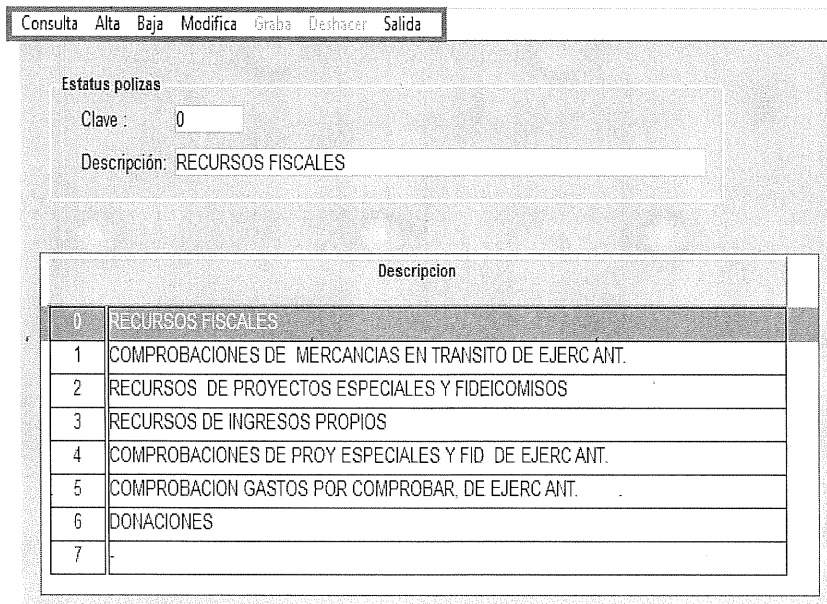 Consulta Alta Baja Modifica Graba Deshacer Salida
Estatus polizas
Clave : 0
Descripción: RECURSOS FISCALES
Descripcion
0 RECURSOS FISCALES
1 COMPROBACIONES DE MERCANCIAS EN TRANSITO DE EJERC ANT.
2 RECURSOS DE PROYECTOS ESPECIALES Y FIDEICOMISOS
3 RECURSOS DE INGRESOS PROPIOS
4 COMPROBACIONES DE PROY ESPECIALES Y FID DE EJERC ANT.
5 COMPROBACION GASTOS POR COMPROBAR, DE EJERC ANT.
6 DONACIONES
7 -